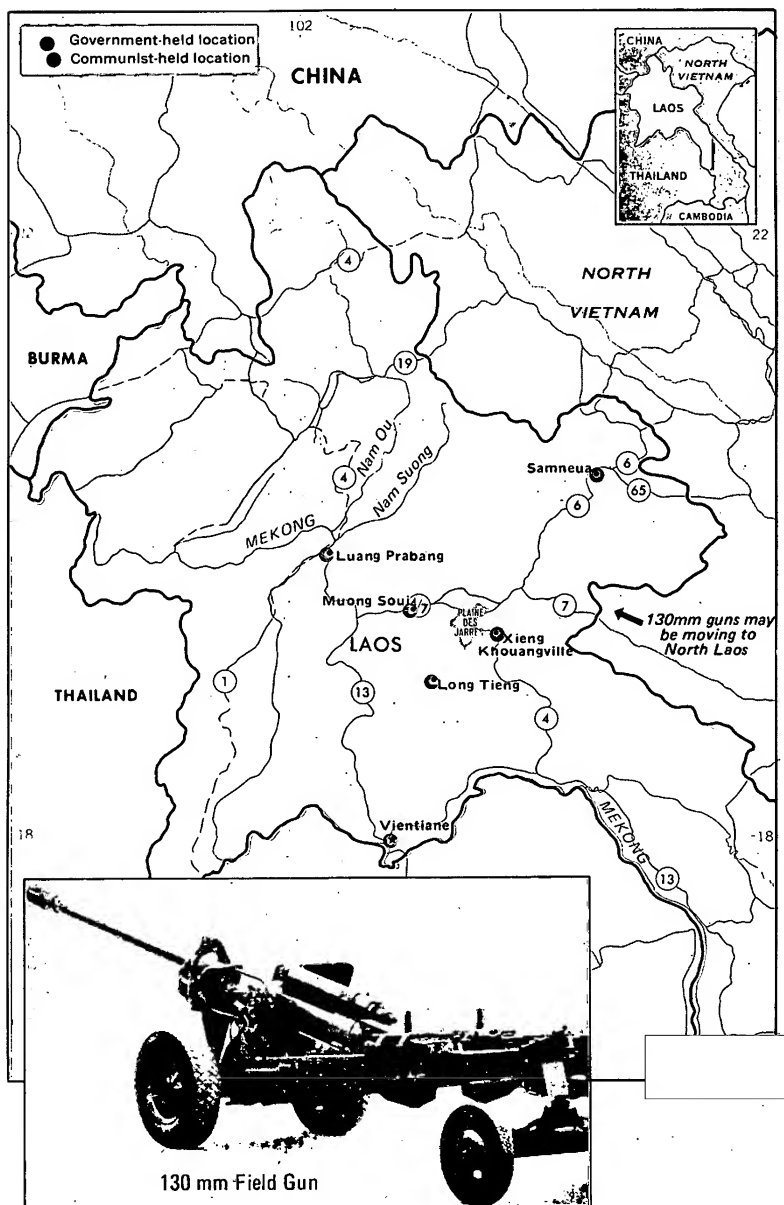 102
Government-held location
Communist-held location
CHINA
CHINA
NORTH
VIETNAM
LAOS
THAILAND
CAMBODIA
22
4
NORTH
VIETNAM
BURMA
19
Nam Ou
4
Nam Suong
MEKONG
Samneua
6
65
6
Luang Prabang
Muong Soui
4/7
7
PLAINE
DES
JARRES
130mm guns may
be moving to
North Laos
LAOS
Xieng
Khouangville
THAILAND
1
13
Long Tieng
4
18
Vientiane
MEKONG
18
13
130 mm Field Gun